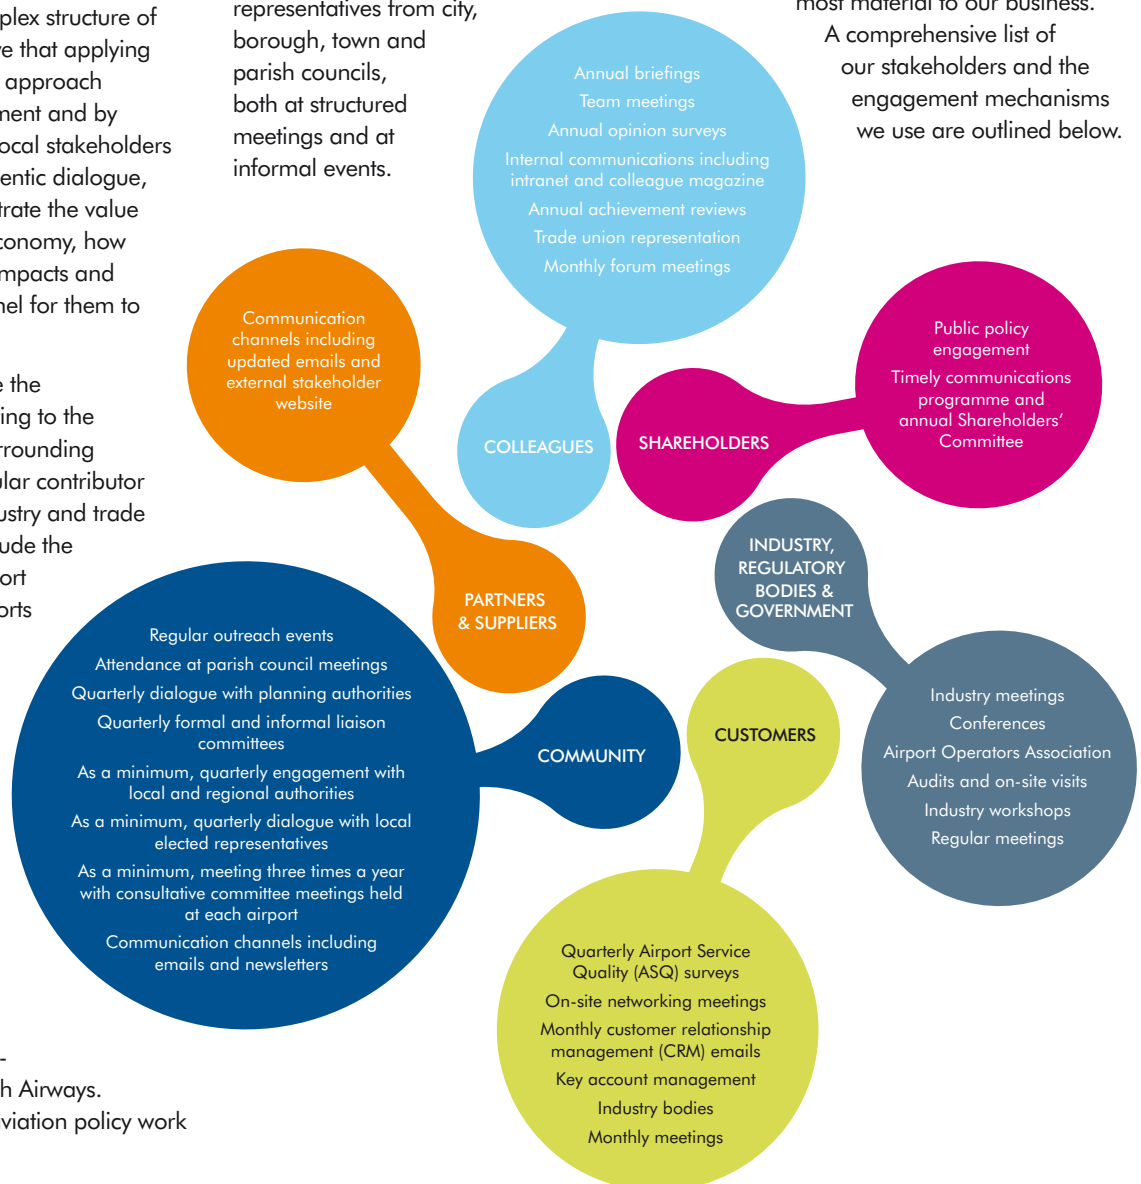 plex structure of
ve that applying
approach
ment and by
ocal stakeholders
entic dialogue,
trate the value
conomy, how
mpacts and
nel for them to
e the
ing to the
rrounding
ular contributor
ustry and trade
ude the
ort
orts
-
h Airways.
viation policy work
representatives from city,
borough, town and
parish councils,
both at structured
meetings and at
informal events.
most material to our business.
A comprehensive list of
our stakeholders and the
engagement mechanisms
we use are outlined below.
Annual briefings
Team meetings
Annual opinion surveys
Internal communications including
intranet and colleague magazine
Annual achievement reviews
Trade union representation
Monthly forum meetings
COLLEAGUES
Communication
channels including
updated emails and
external stakeholder
website
PARTNERS
& SUPPLIERS
Public policy
engagement
Timely communications
programme and
annual Shareholders'
Committee
SHAREHOLDERS
INDUSTRY,
REGULATORY
BODIES &
GOVERNMENT
Industry meetings
Conferences
Airport Operators Association
Audits and on-site visits
Industry workshops
Regular meetings
Regular outreach events
Attendance at parish council meetings
Quarterly dialogue with planning authorities
Quarterly formal and informal liaison
committees
As a minimum, quarterly engagement with
local and regional authorities
As a minimum, quarterly dialogue with local
elected representatives
As a minimum, meeting three times a year
with consultative committee meetings held
at each airport
Communication channels including
emails and newsletters
COMMUNITY
CUSTOMERS
Quarterly Airport Service
Quality (ASQ) surveys
On-site networking meetings
Monthly customer relationship
management (CRM) emails
Key account management
Industry bodies
Monthly meetings